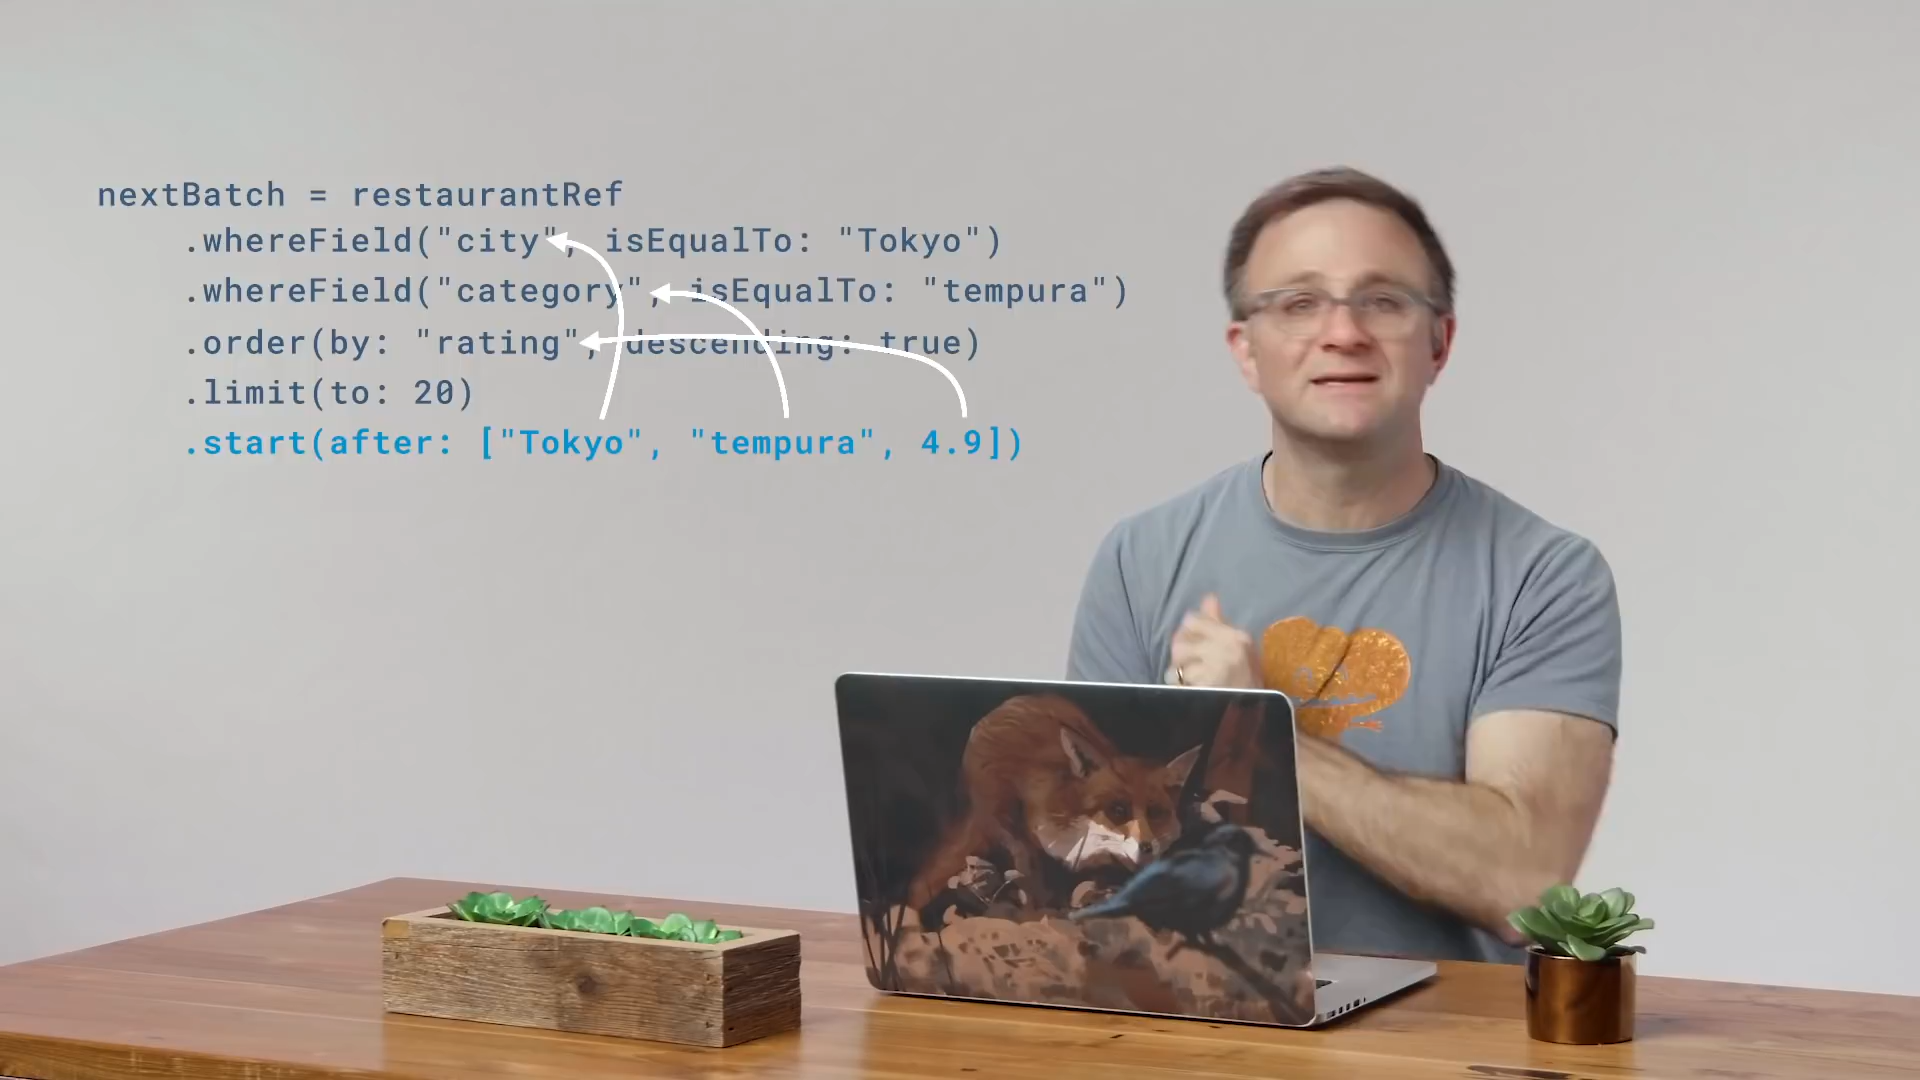 nextBatch = restaurantRef
.whereField("city", isEqualTo: "Tokyo")
.whereField("category", isEqualTo: "tempura")
.order(by: "rating", descending: true)
.limit(to: 20)
.start(after: ["Tokyo", "tempura", 4.9])